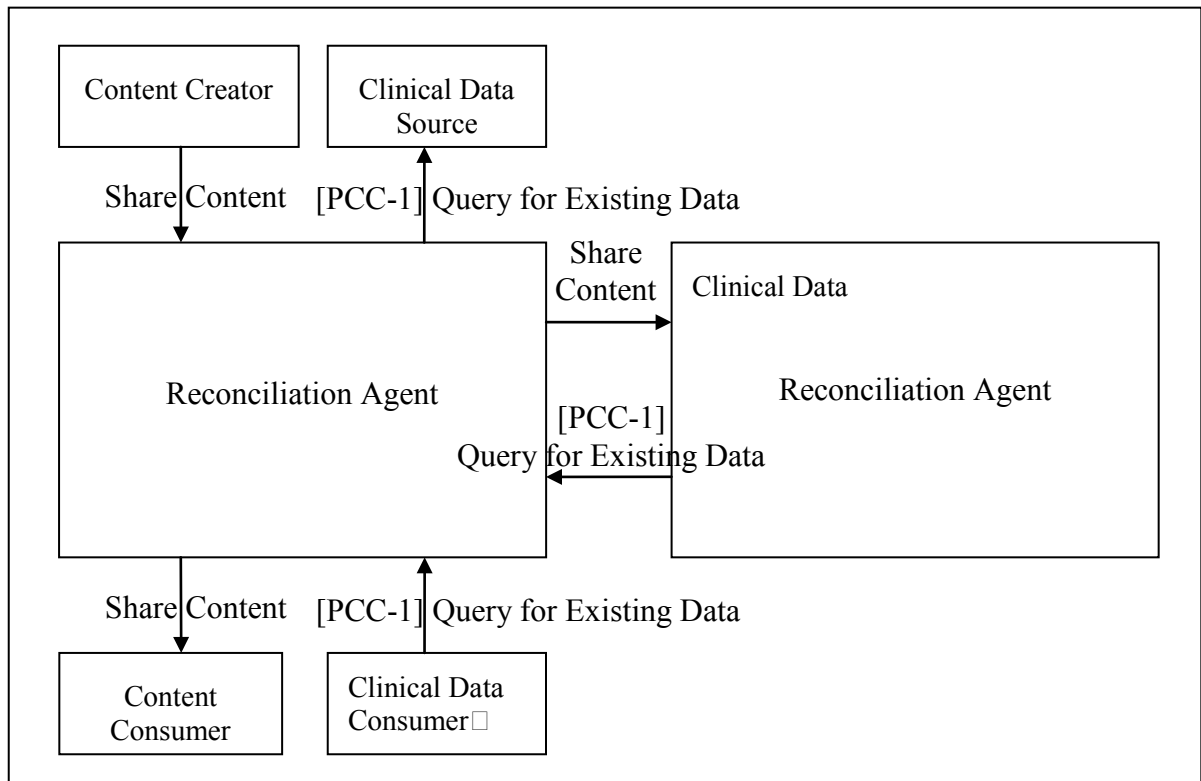 Content Creator
Clinical Data
Source
Share Content
[PCC-1] Query for Existing Data
Share
Content
Clinical Data
Reconciliation Agent
Reconciliation Agent
[PCC-1]
Query for Existing Data
Share Content
[PCC-1] Query for Existing Data
Content
Consumer
Clinical Data
Consumer□